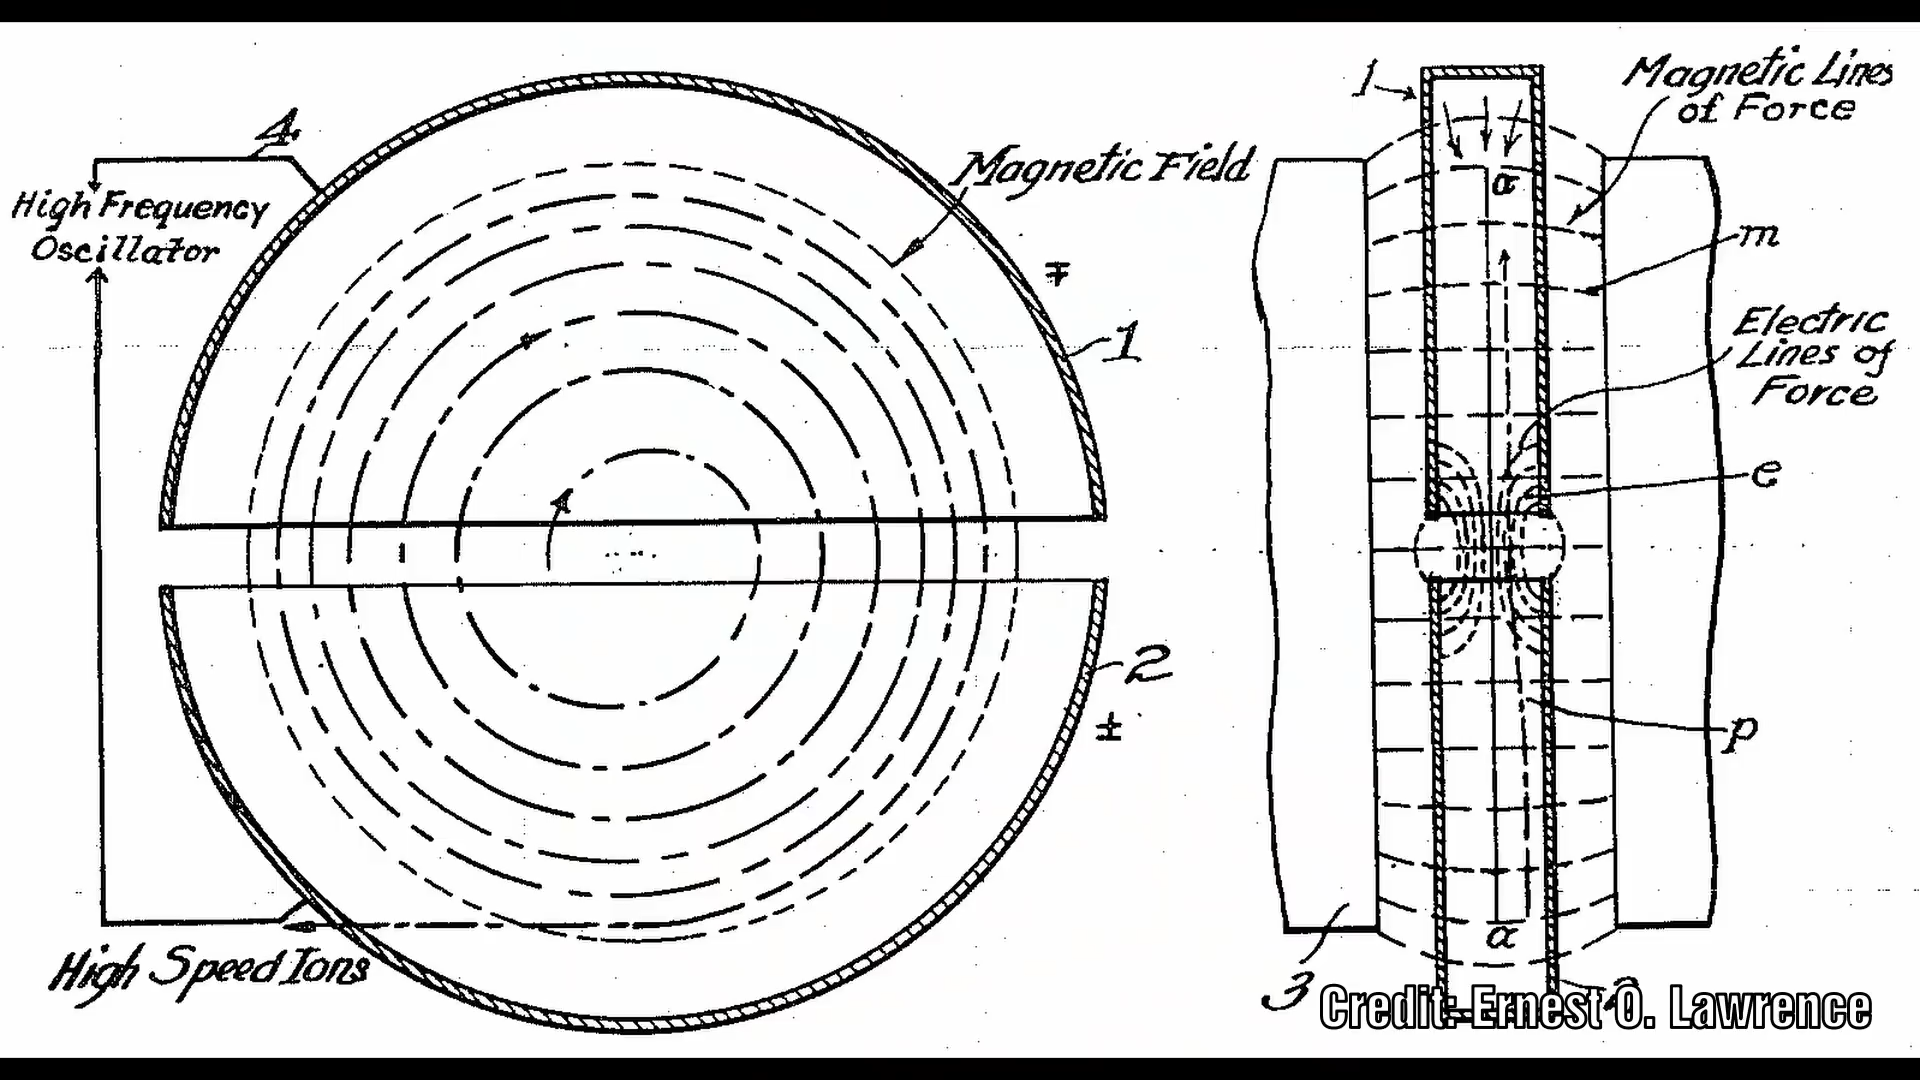 4
High Frequency
Oscillator
Magnetic Field
∓
1
2
±
High Speed Ions
1
Magnetic Lines
of Force
a
m
Electric
Lines of
Force
e
p
a
3
Credit: Ernest O. Lawrence